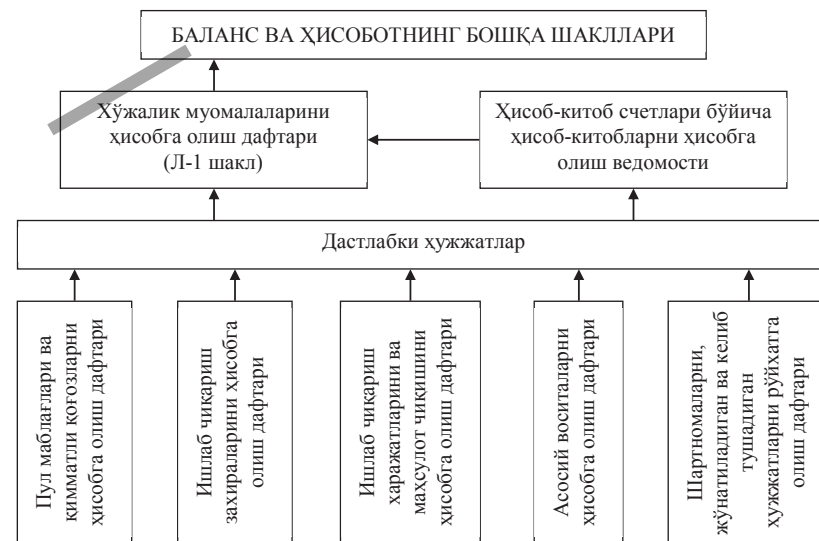 БАЛАНС ВА ҲИСОБОТНИНГ БОШҚА ШАКЛЛАРИ
Хўжалик муомалаларини
ҳисобга олиш дафтари
(Л-1 шакл)
Ҳисоб-китоб счетлари бўйича
ҳисоб-китобларни ҳисобга
олиш ведомости
Дастлабки ҳужжатлар
Пул маблағлари ва
қимматли қоғозларни
ҳисобга олиш дафтари
Ишлаб чиқариш
захираларини ҳисобга
олиш дафтари
Ишлаб чиқариш
харажатларини ва
маҳсулот чиқишини
ҳисобга олиш дафтари
Асосий воситаларни
ҳисобга олиш дафтари
Шартномаларни,
жўнатиладиган ва келиб
тушадиган
ҳужжатларни рўйхатга
олиш дафтари